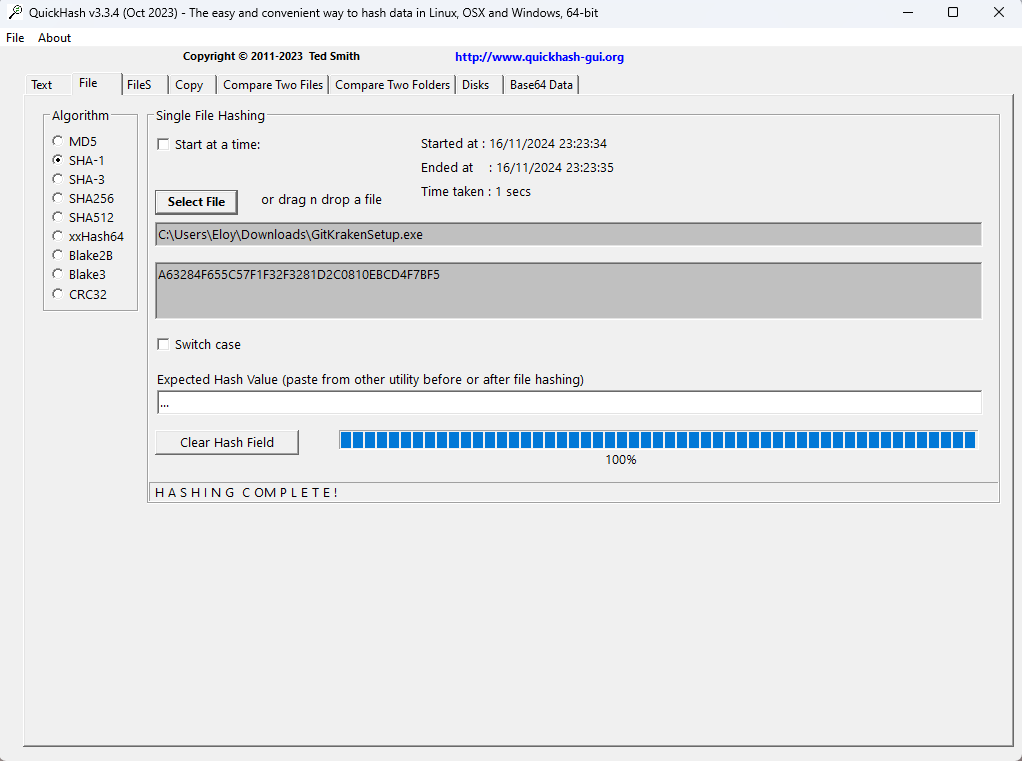 QuickHash v3.3.4 (Oct 2023) - The easy and convenient way to hash data in Linux, OSX and Windows, 64-bit
File About
Copyright © 2011-2023 Ted Smith http://www.quickhash-gui.org
Text File FileS Copy Compare Two Files Compare Two Folders Disks Base64 Data
Algorithm
MD5
SHA-1
SHA-3
SHA256
SHA512
xxHash64
Blake2B
Blake3
CRC32
Single File Hashing
Start at a time:
Started at : 16/11/2024 23:23:34
Ended at : 16/11/2024 23:23:35
Time taken : 1 secs
Select File or drag n drop a file
C:\Users\Eloy\Downloads\GitKrakenSetup.exe
A63284F655C57F1F32F3281D2C0810EBCD4F7BF5
Switch case
Expected Hash Value (paste from other utility before or after file hashing)
...
Clear Hash Field
100%
H A S H I N G C O M P L E T E !